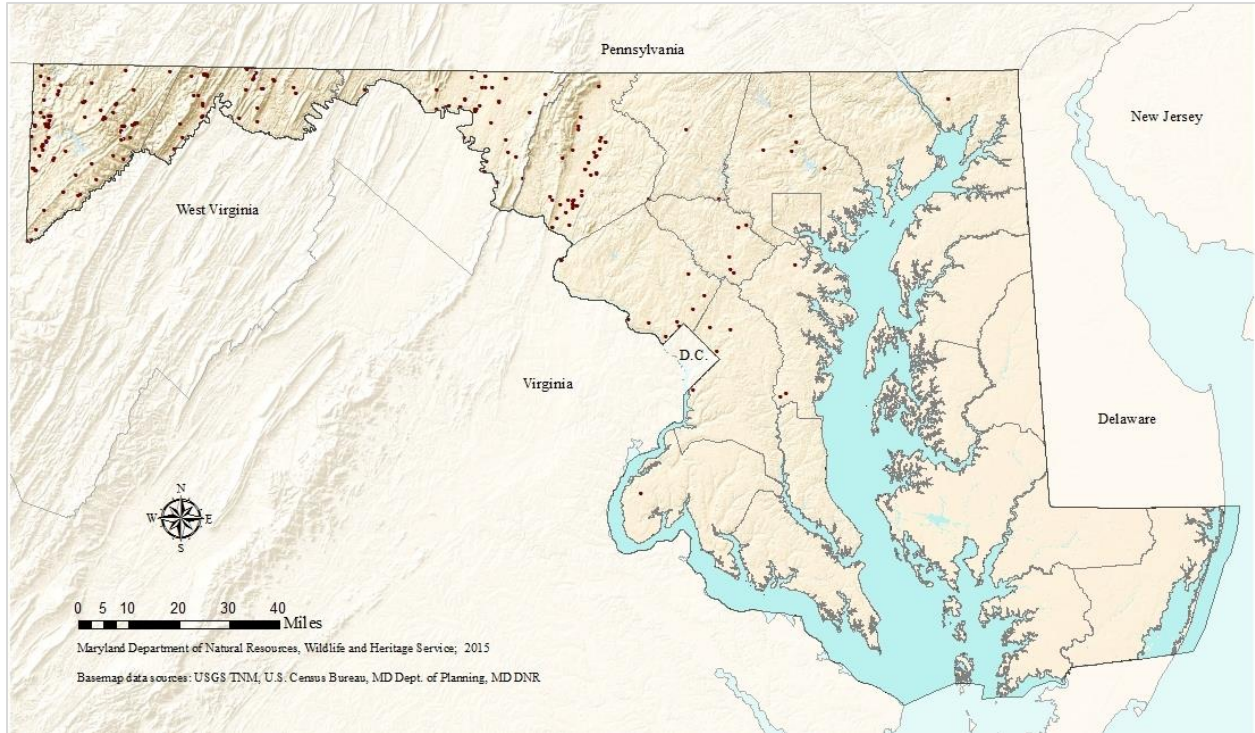 Pennsylvania
New Jersey
West Virginia
D.C.
Virginia
Delaware
N
W E
S
0 5 10 20 30 40
Miles
Maryland Department of Natural Resources, Wildlife and Heritage Service; 2015
Basemap data sources: USGS TNM, U.S. Census Bureau, MD Dept. of Planning, MD DNR